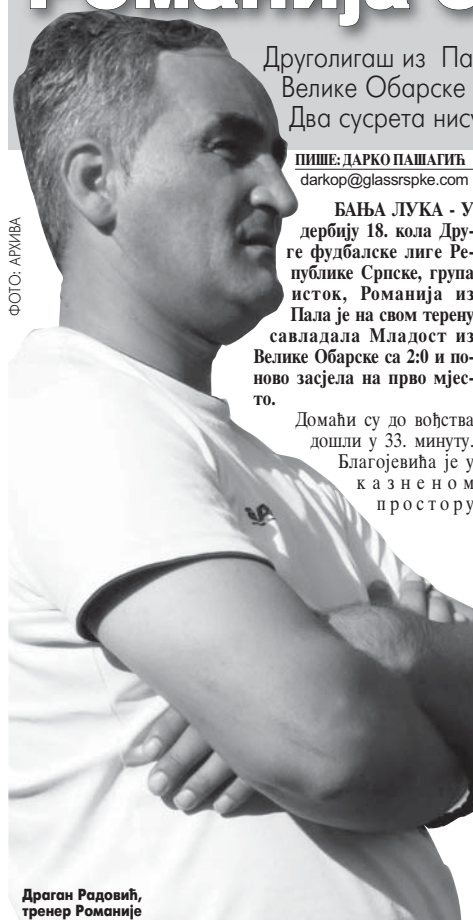 Романија
Друголигаш из Па
Велике Обарске
Два сусрета нису
ПИШЕ: ДАРКО ПАШАГИЋ
darkop@glassrspke.com
ФОТО: АРХИВА
БАЊА ЛУКА - У
дербију 18. кола Дру-
ге фудбалске лиге Ре-
публике Српске, група
исток, Романија из
Пала је на свом терену
савладала Младост из
Велике Обарске са 2:0 и по-
ново засјела на прво мјес-
то.
Домаћи су до вођства
дошли у 33. минуту.
Благојевића је у
казненом
простору
Драган Радовић,
тренер Романије